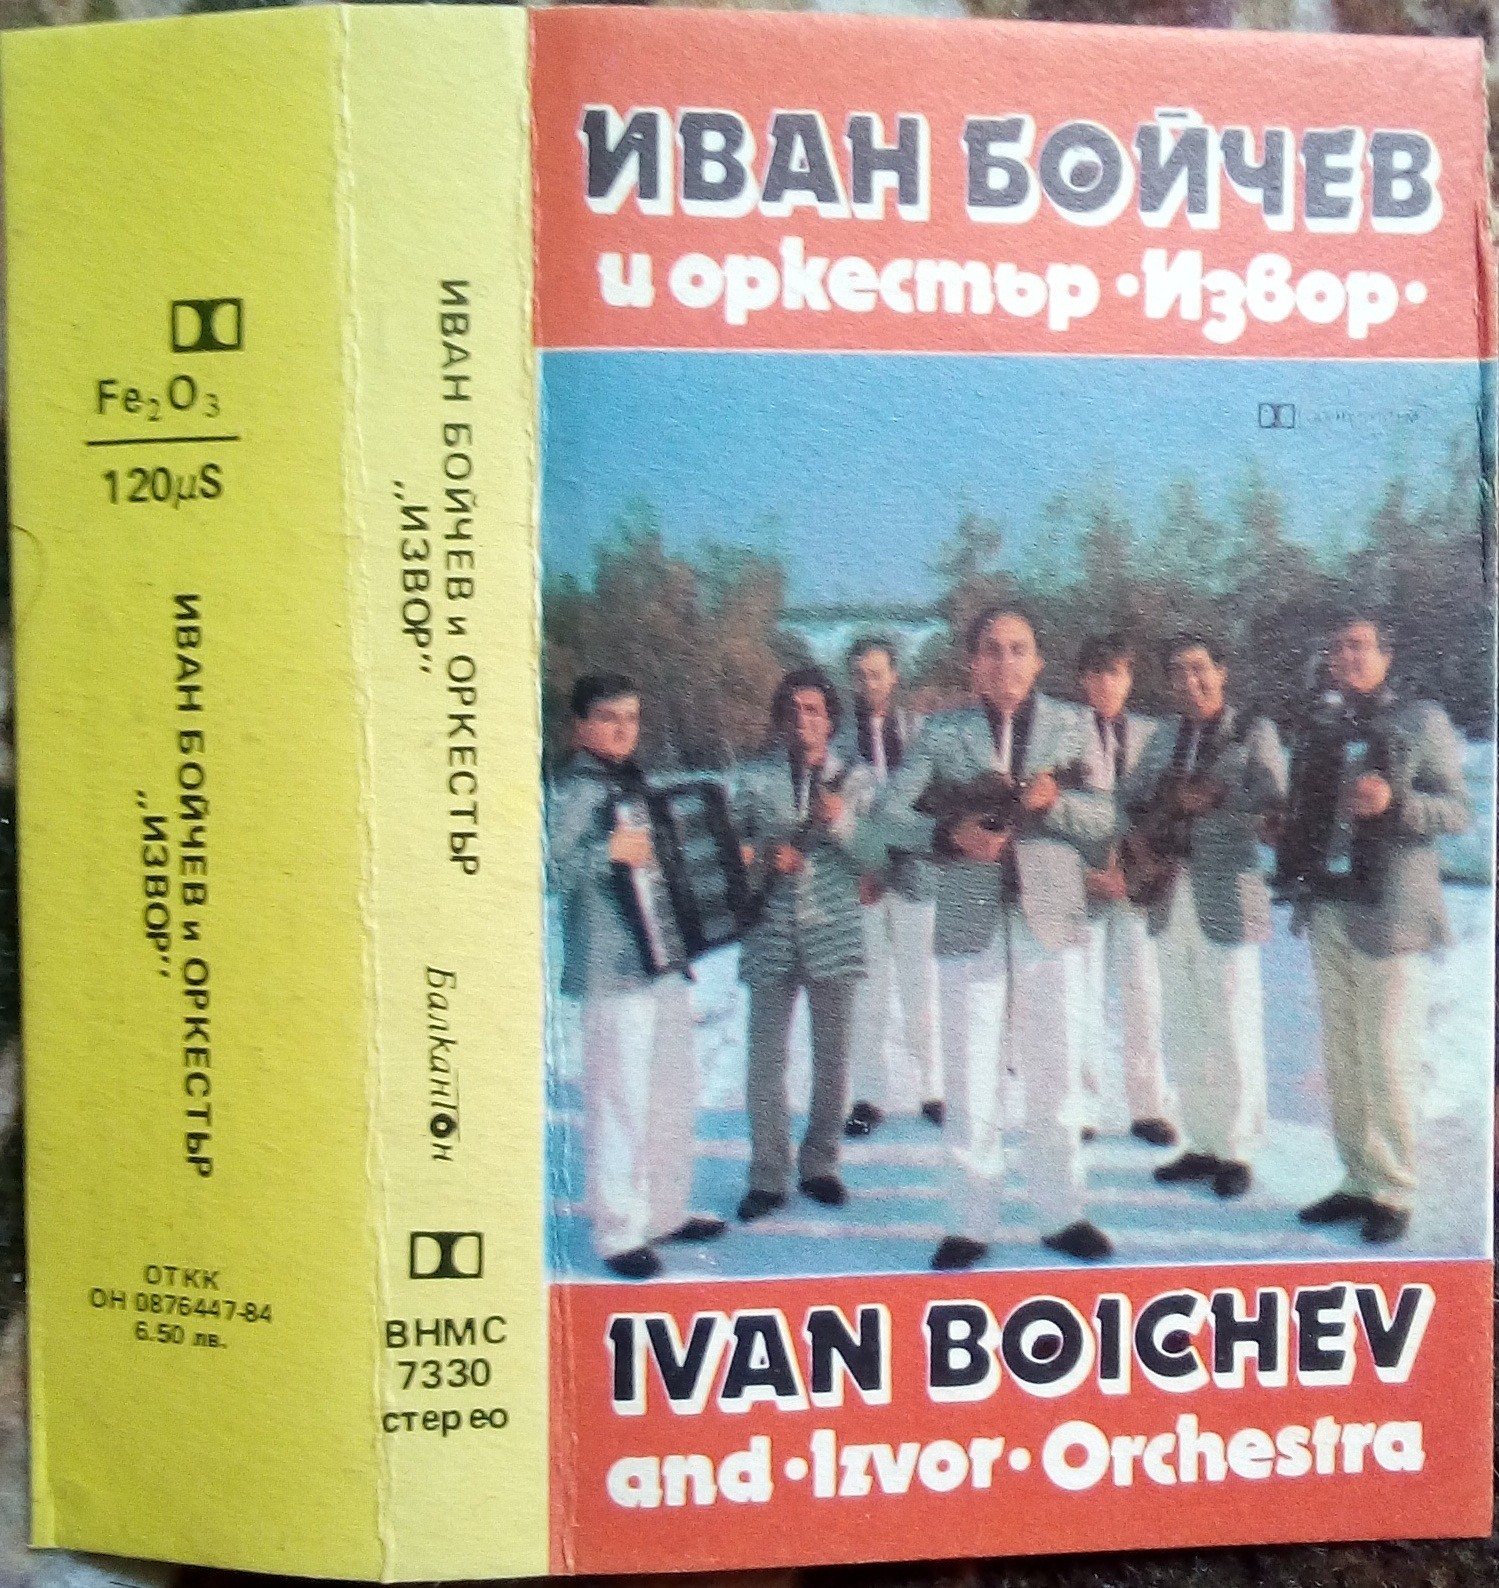 Fe₂O₃
120µS
ИВАН БОЙЧЕВ и ОРКЕСТЪР
„ИЗВОР“
ОТКК
ОН 0876447-84
6.50 лв.
ИВАН БОЙЧЕВ и ОРКЕСТЪР
„ИЗВОР“
Балкантон
ВНМС
7330
стерео
ИВАН БОЙЧЕВ
и оркестър •Извор•
IVAN BOICHEV
and •Izvor• Orchestra